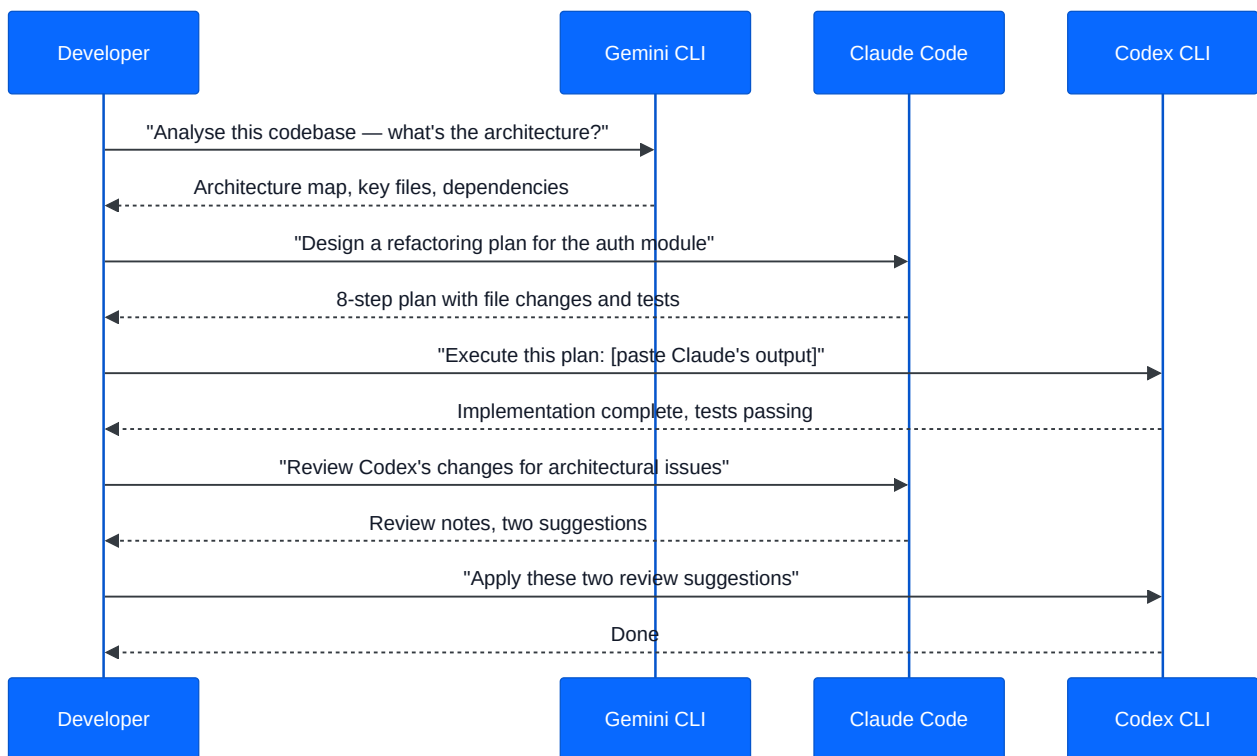 Developer
Gemini CLI
Claude Code
Codex CLI
"Analyse this codebase — what's the architecture?"
Architecture map, key files, dependencies
"Design a refactoring plan for the auth module"
8-step plan with file changes and tests
"Execute this plan: [paste Claude's output]"
Implementation complete, tests passing
"Review Codex's changes for architectural issues"
Review notes, two suggestions
"Apply these two review suggestions"
Done
Developer
Gemini CLI
Claude Code
Codex CLI